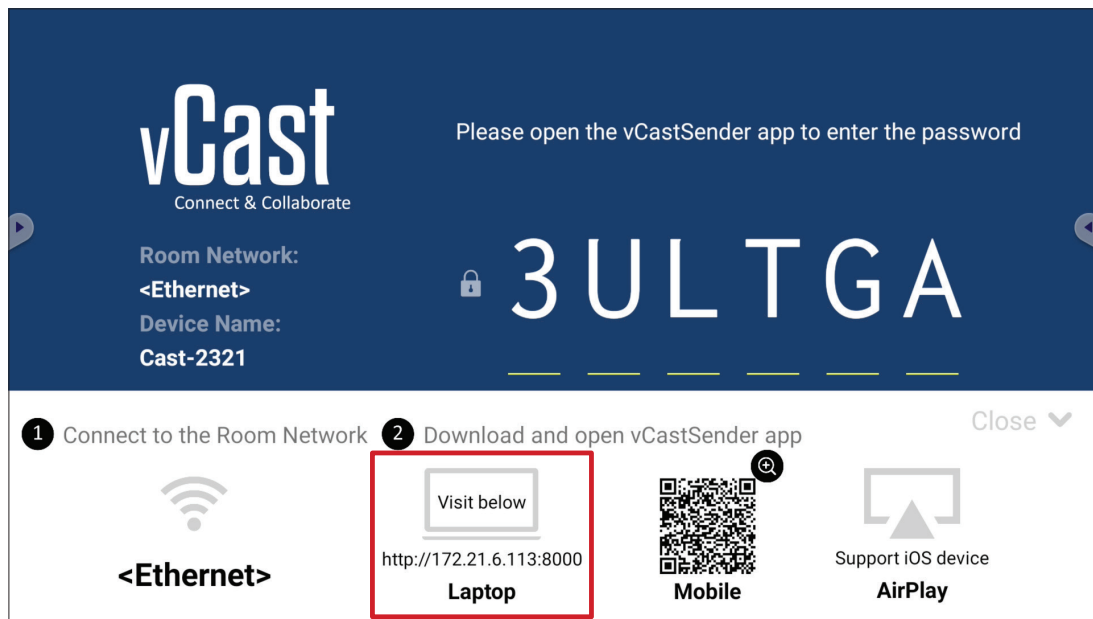 vCast
Connect & Collaborate
Please open the vCastSender app to enter the password
Room Network:
<Ethernet>
Device Name:
Cast-2321
3ULTGA
Close
1 Connect to the Room Network
2 Download and open vCastSender app
<Ethernet>
Visit below
http://172.21.6.113:8000
Laptop
Mobile
Support iOS device
AirPlay